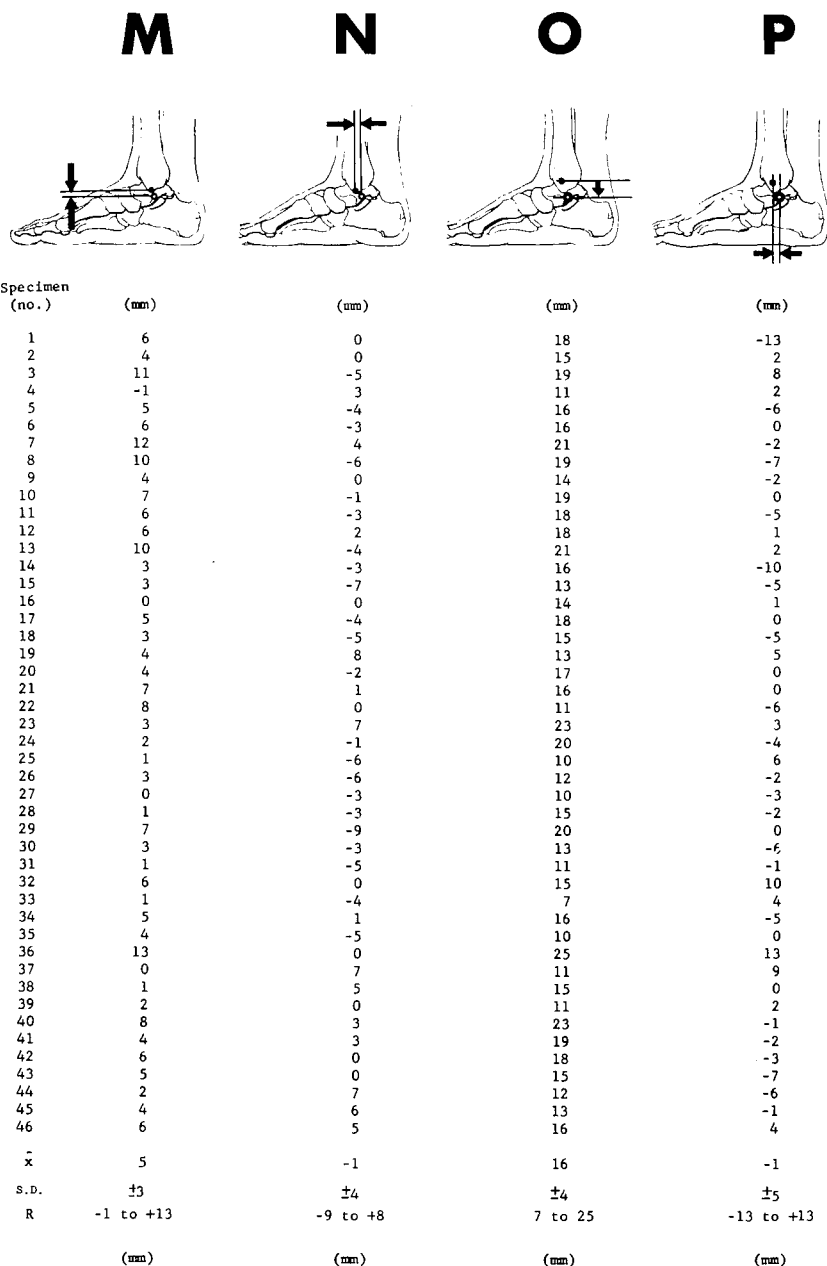 M N O P
Specimen
(no.) (mm) (mm) (mm) (mm)
1 6 0 18 -13
2 4 0 15 2
3 11 -5 19 8
4 -1 3 11 2
5 5 -4 16 -6
6 6 -3 16 0
7 12 4 21 -2
8 10 -6 19 -7
9 4 0 14 -2
10 7 -1 19 0
11 6 -3 18 -5
12 6 2 18 1
13 10 -4 21 2
14 3 -3 16 -10
15 3 -7 13 -5
16 0 0 14 1
17 5 -4 18 0
18 3 -5 15 -5
19 4 8 13 5
20 4 -2 17 0
21 7 1 16 0
22 8 0 11 -6
23 3 7 23 3
24 2 -1 20 -4
25 1 -6 10 6
26 3 -6 12 -2
27 0 -3 10 -3
28 1 -3 15 -2
29 7 -9 20 0
30 3 -3 13 -6
31 1 -5 11 -1
32 6 0 15 10
33 1 -4 7 4
34 5 1 16 -5
35 4 -5 10 0
36 13 0 25 13
37 0 7 11 9
38 1 5 15 0
39 2 0 11 2
40 8 3 23 -1
41 4 3 19 -2
42 6 0 18 -3
43 5 0 15 -7
44 2 7 12 -6
45 4 6 13 -1
46 6 5 16 4
x̄ 5 -1 16 -1
S.D. ±3 ±4 ±4 ±5
R -1 to +13 -9 to +8 7 to 25 -13 to +13
(mm) (mm) (mm) (mm)